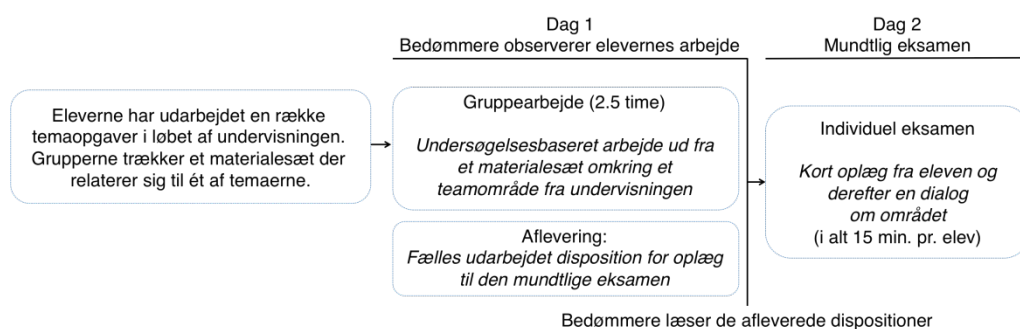 Dag 1
Bedømmere observerer elevernes arbejde
Dag 2
Mundtlig eksamen
Eleverne har udarbejdet en række
temaopgaver i løbet af undervisningen.
Grupperne trækker et materialesæt der
relaterer sig til ét af temaerne.
Gruppearbejde (2.5 time)
Undersøgelsesbaseret arbejde ud fra
et materialesæt omkring et
teamområde fra undervisningen
Aflevering:
Fælles udarbejdet disposition for oplæg
til den mundtlige eksamen
Individuel eksamen
Kort oplæg fra eleven og
derefter en dialog
om området
(i alt 15 min. pr. elev)
Bedømmere læser de afleverede dispositioner